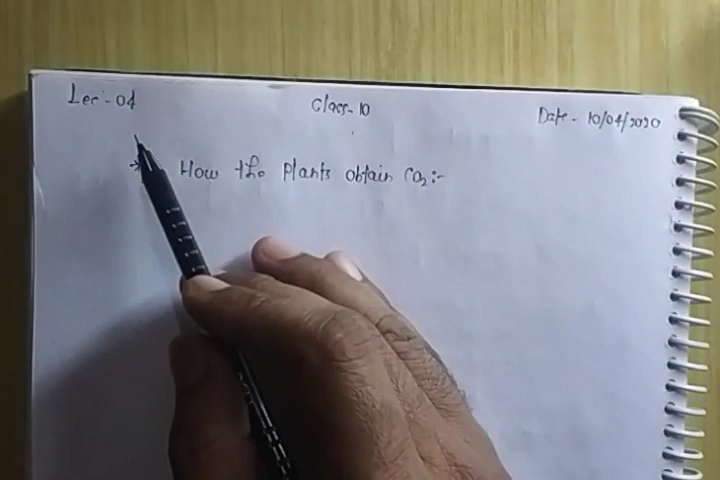 Lec:- 04 Class- 10 Date - 10/04/2020
How the Plants obtain CO2:-